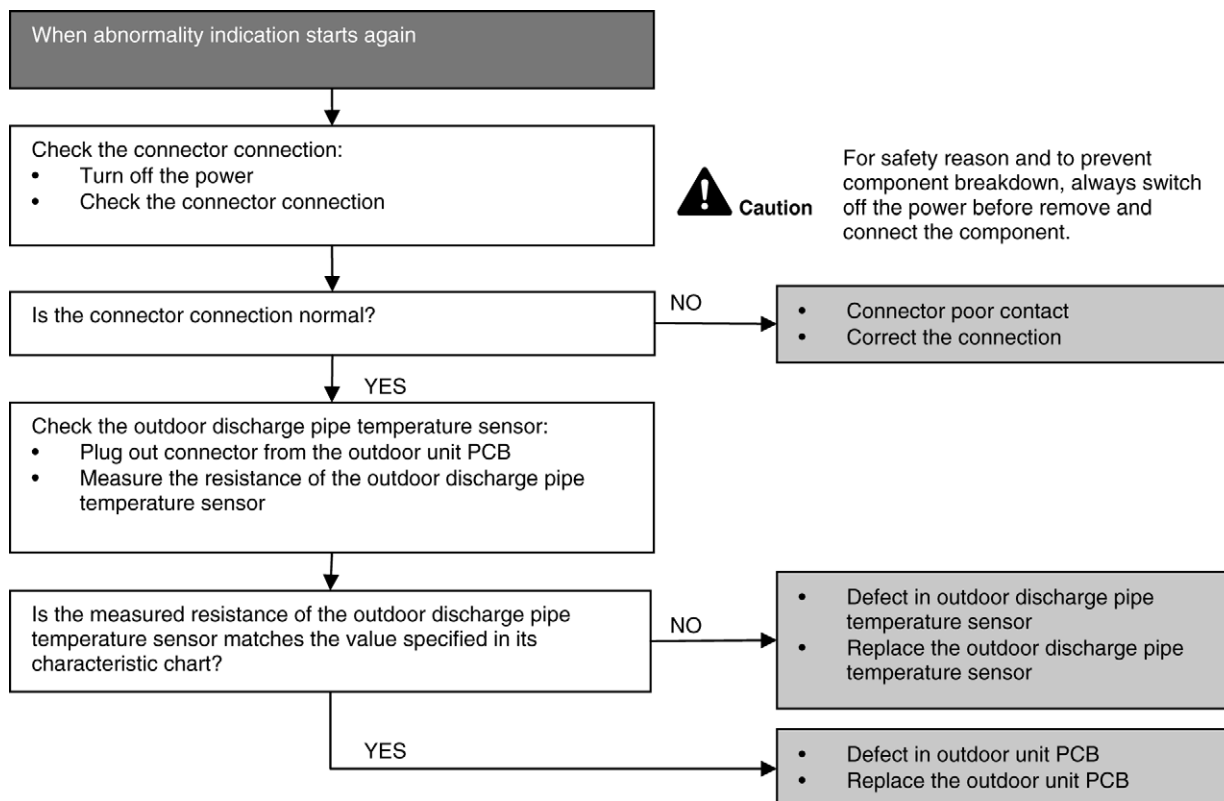 When abnormality indication starts again
Check the connector connection:
• Turn off the power
• Check the connector connection
Caution
For safety reason and to prevent
component breakdown, always switch
off the power before remove and
connect the component.
Is the connector connection normal?
NO
• Connector poor contact
• Correct the connection
YES
Check the outdoor discharge pipe temperature sensor:
• Plug out connector from the outdoor unit PCB
• Measure the resistance of the outdoor discharge pipe
temperature sensor
Is the measured resistance of the outdoor discharge pipe
temperature sensor matches the value specified in its
characteristic chart?
NO
• Defect in outdoor discharge pipe
temperature sensor
• Replace the outdoor discharge pipe
temperature sensor
YES
• Defect in outdoor unit PCB
• Replace the outdoor unit PCB